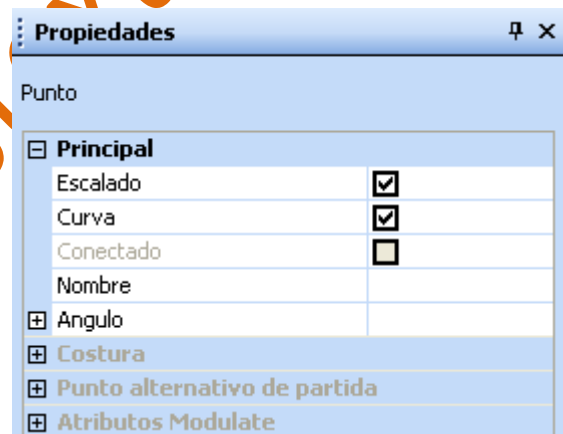 Propiedades
Punto
Principal
Escalado
Curva
Conectado
Nombre
Angulo
Costura
Punto alternativo de partida
Atributos Modulate